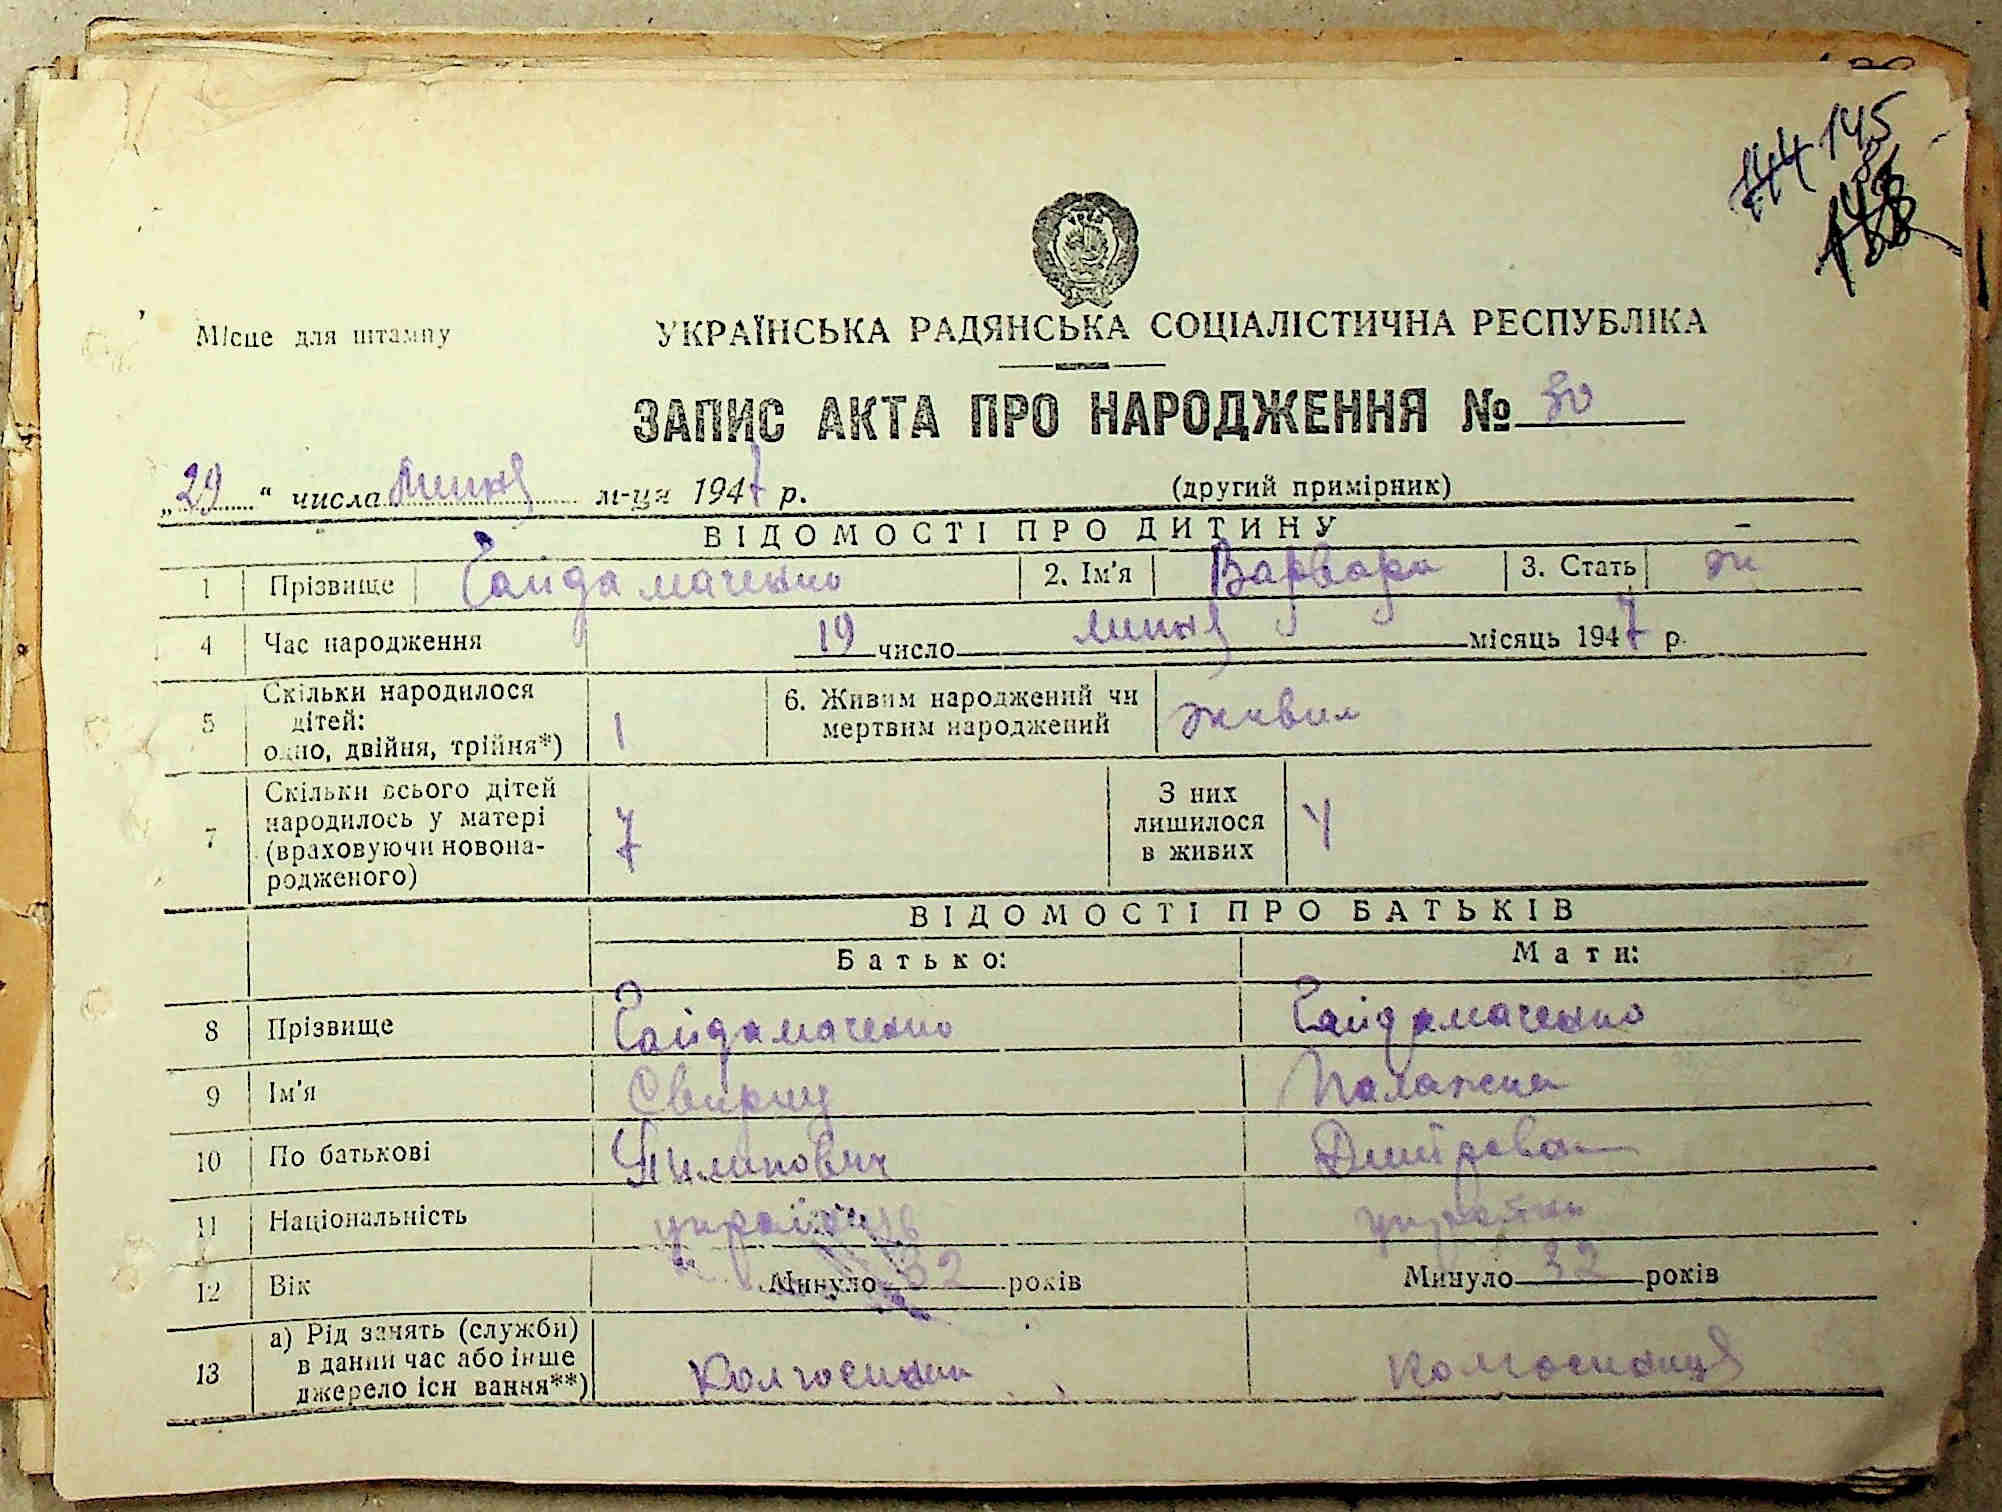 144 145
Місце для штампу
УКРАЇНСЬКА РАДЯНСЬКА СОЦІАЛІСТИЧНА РЕСПУБЛІКА
ЗАПИС АКТА ПРО НАРОДЖЕННЯ № 30
„29“ числа липня м-ця 1947 р. (другий примірник)
ВІДОМОСТІ ПРО ДИТИНУ
1 Прізвище Гайдамаченко 2. Ім'я Варвара 3. Стать ж
4 Час народження 19 число липня місяць 1947 р.
5 Скільки народилося дітей: одно, двійня, трійня*) 1 6. Живим народжений чи мертвим народжений живим
7 Скільки всього дітей народилось у матері (враховуючи новонародженого) 7 З них лишилося в живих 4
ВІДОМОСТІ ПРО БАТЬКІВ
Батько: Мати:
8 Прізвище Гайдамаченко Гайдамаченко
9 Ім'я Свирид Палажка
10 По батькові Пилипович Дмитровна
11 Національність українець українка
12 Вік Минуло 32 років Минуло 32 років
13 а) Рід занять (служби) в даний час або інше джерело існування**) Колгоспник колгоспниця